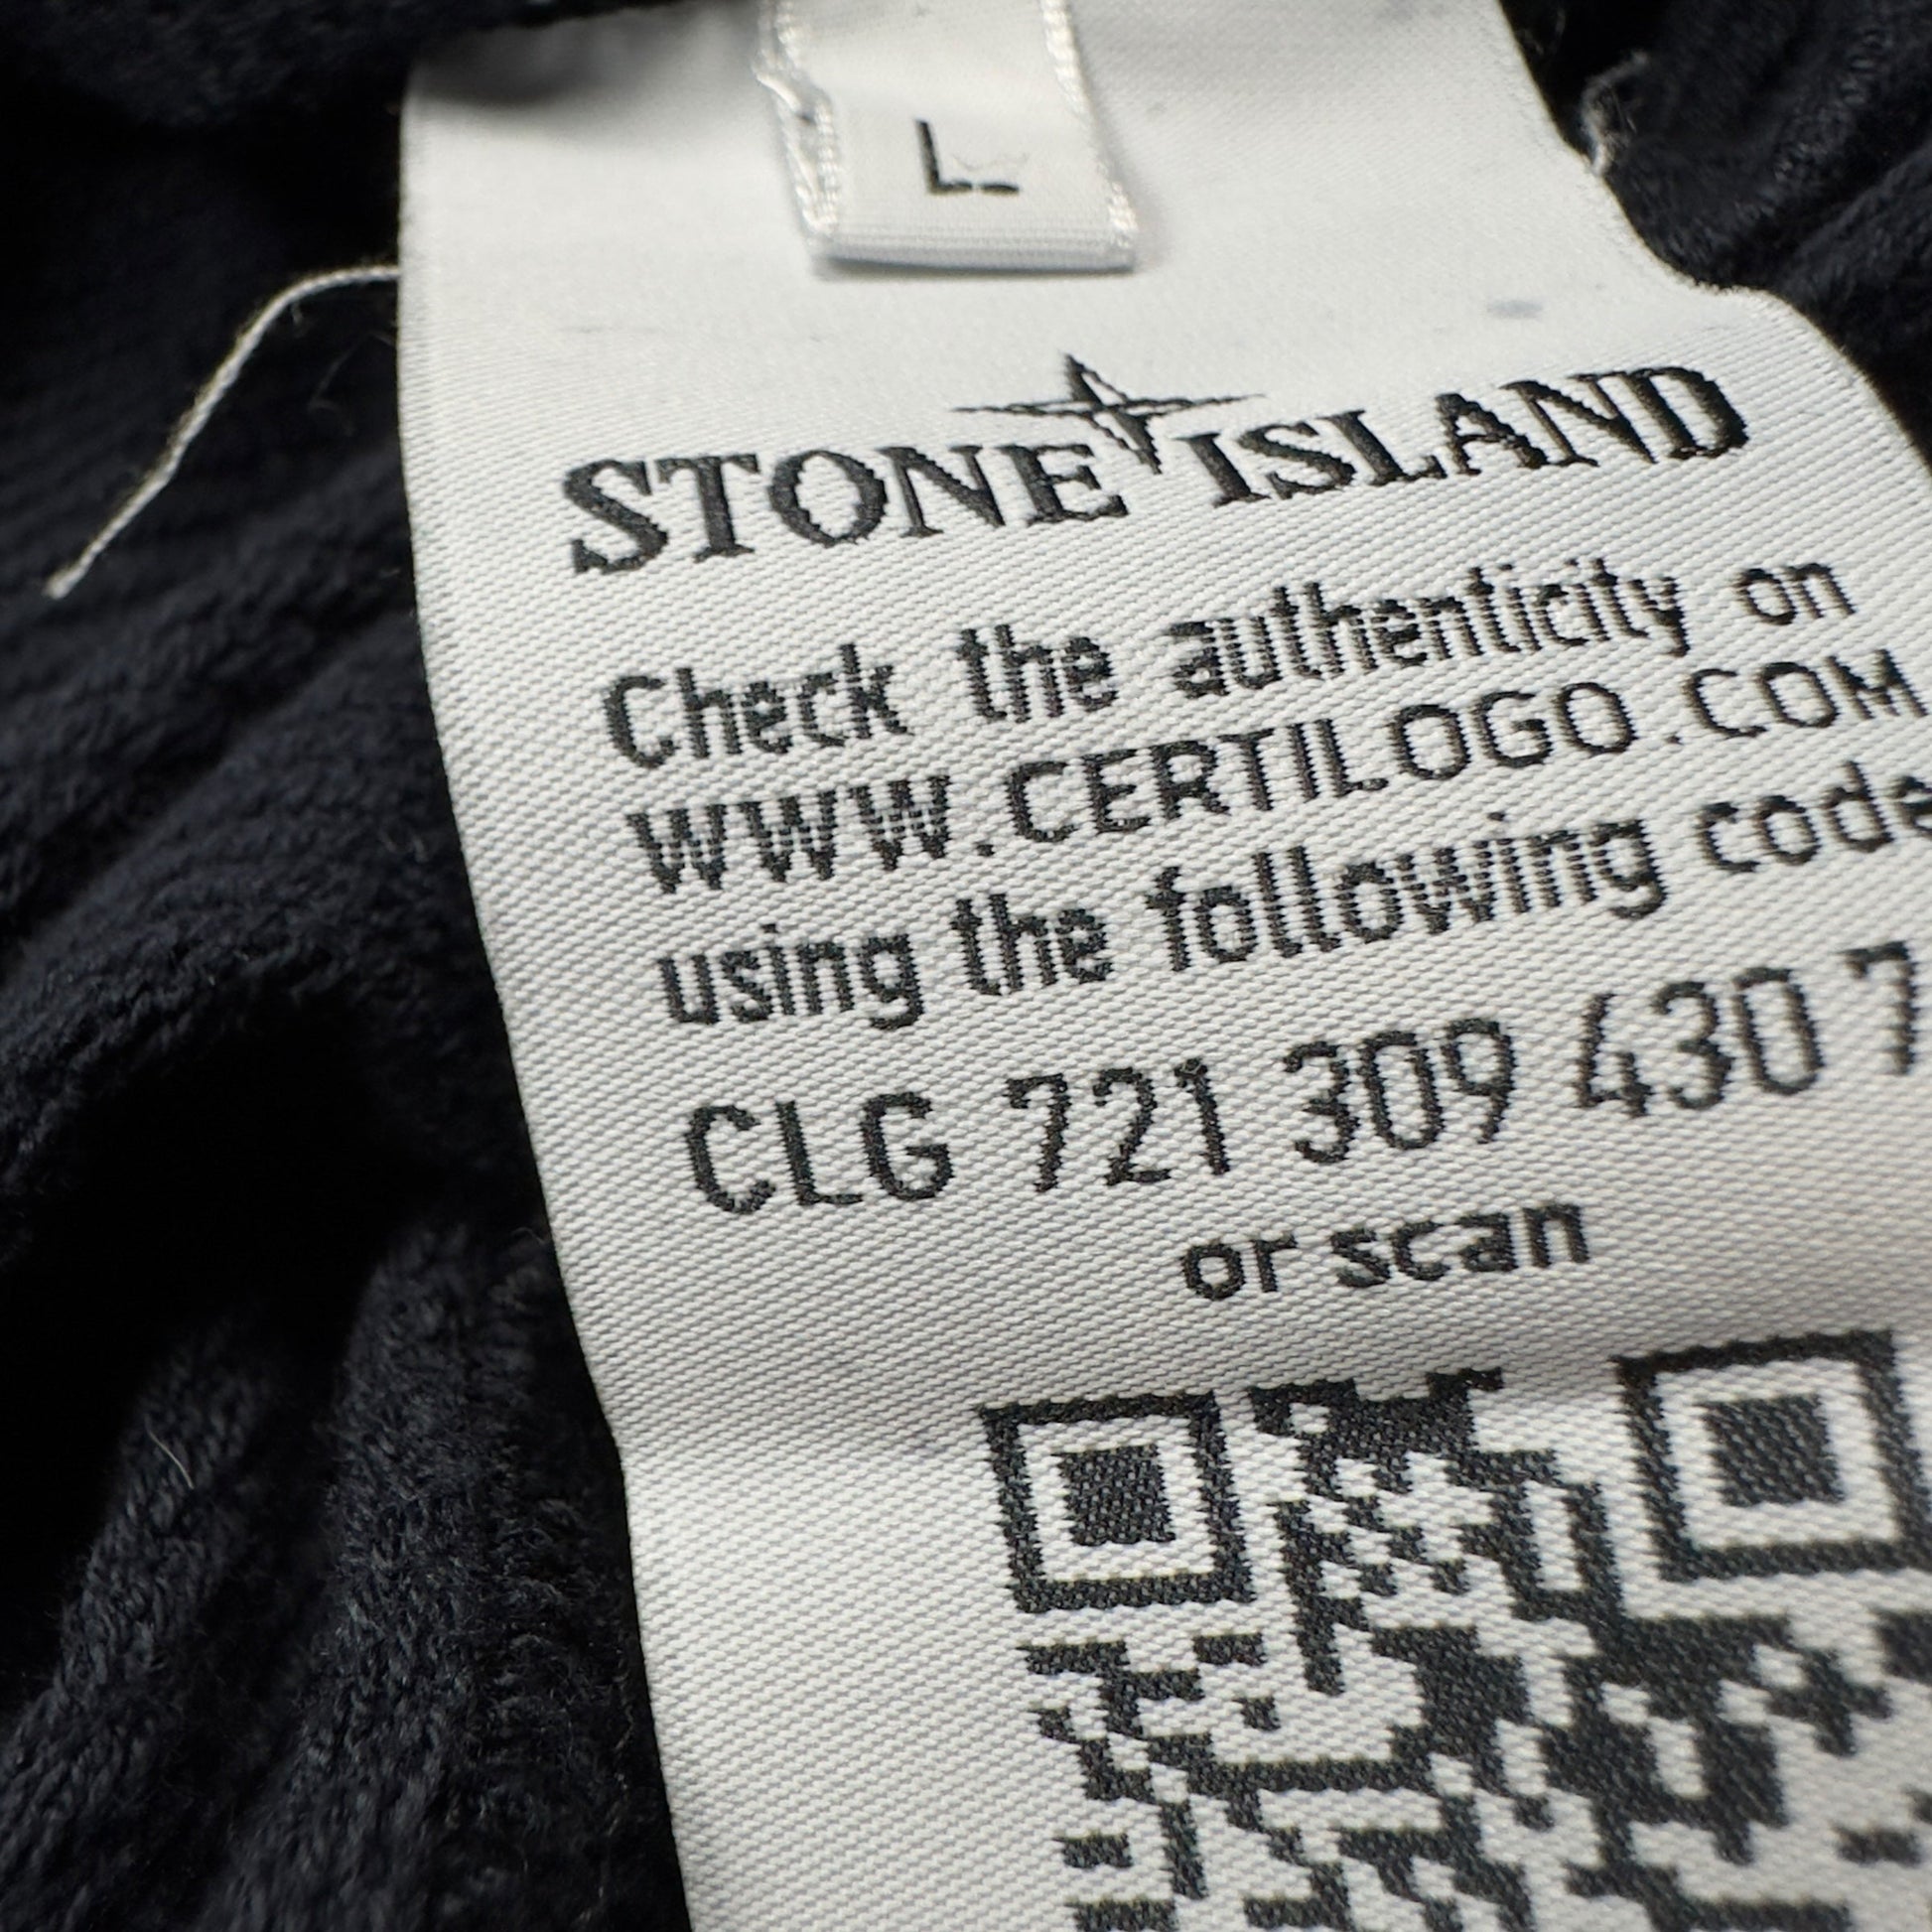 L
STONE ISLAND
Check the authenticity on
WWW.CERTILOGO.COM
using the following code
CLG 721 309 430 7
or scan